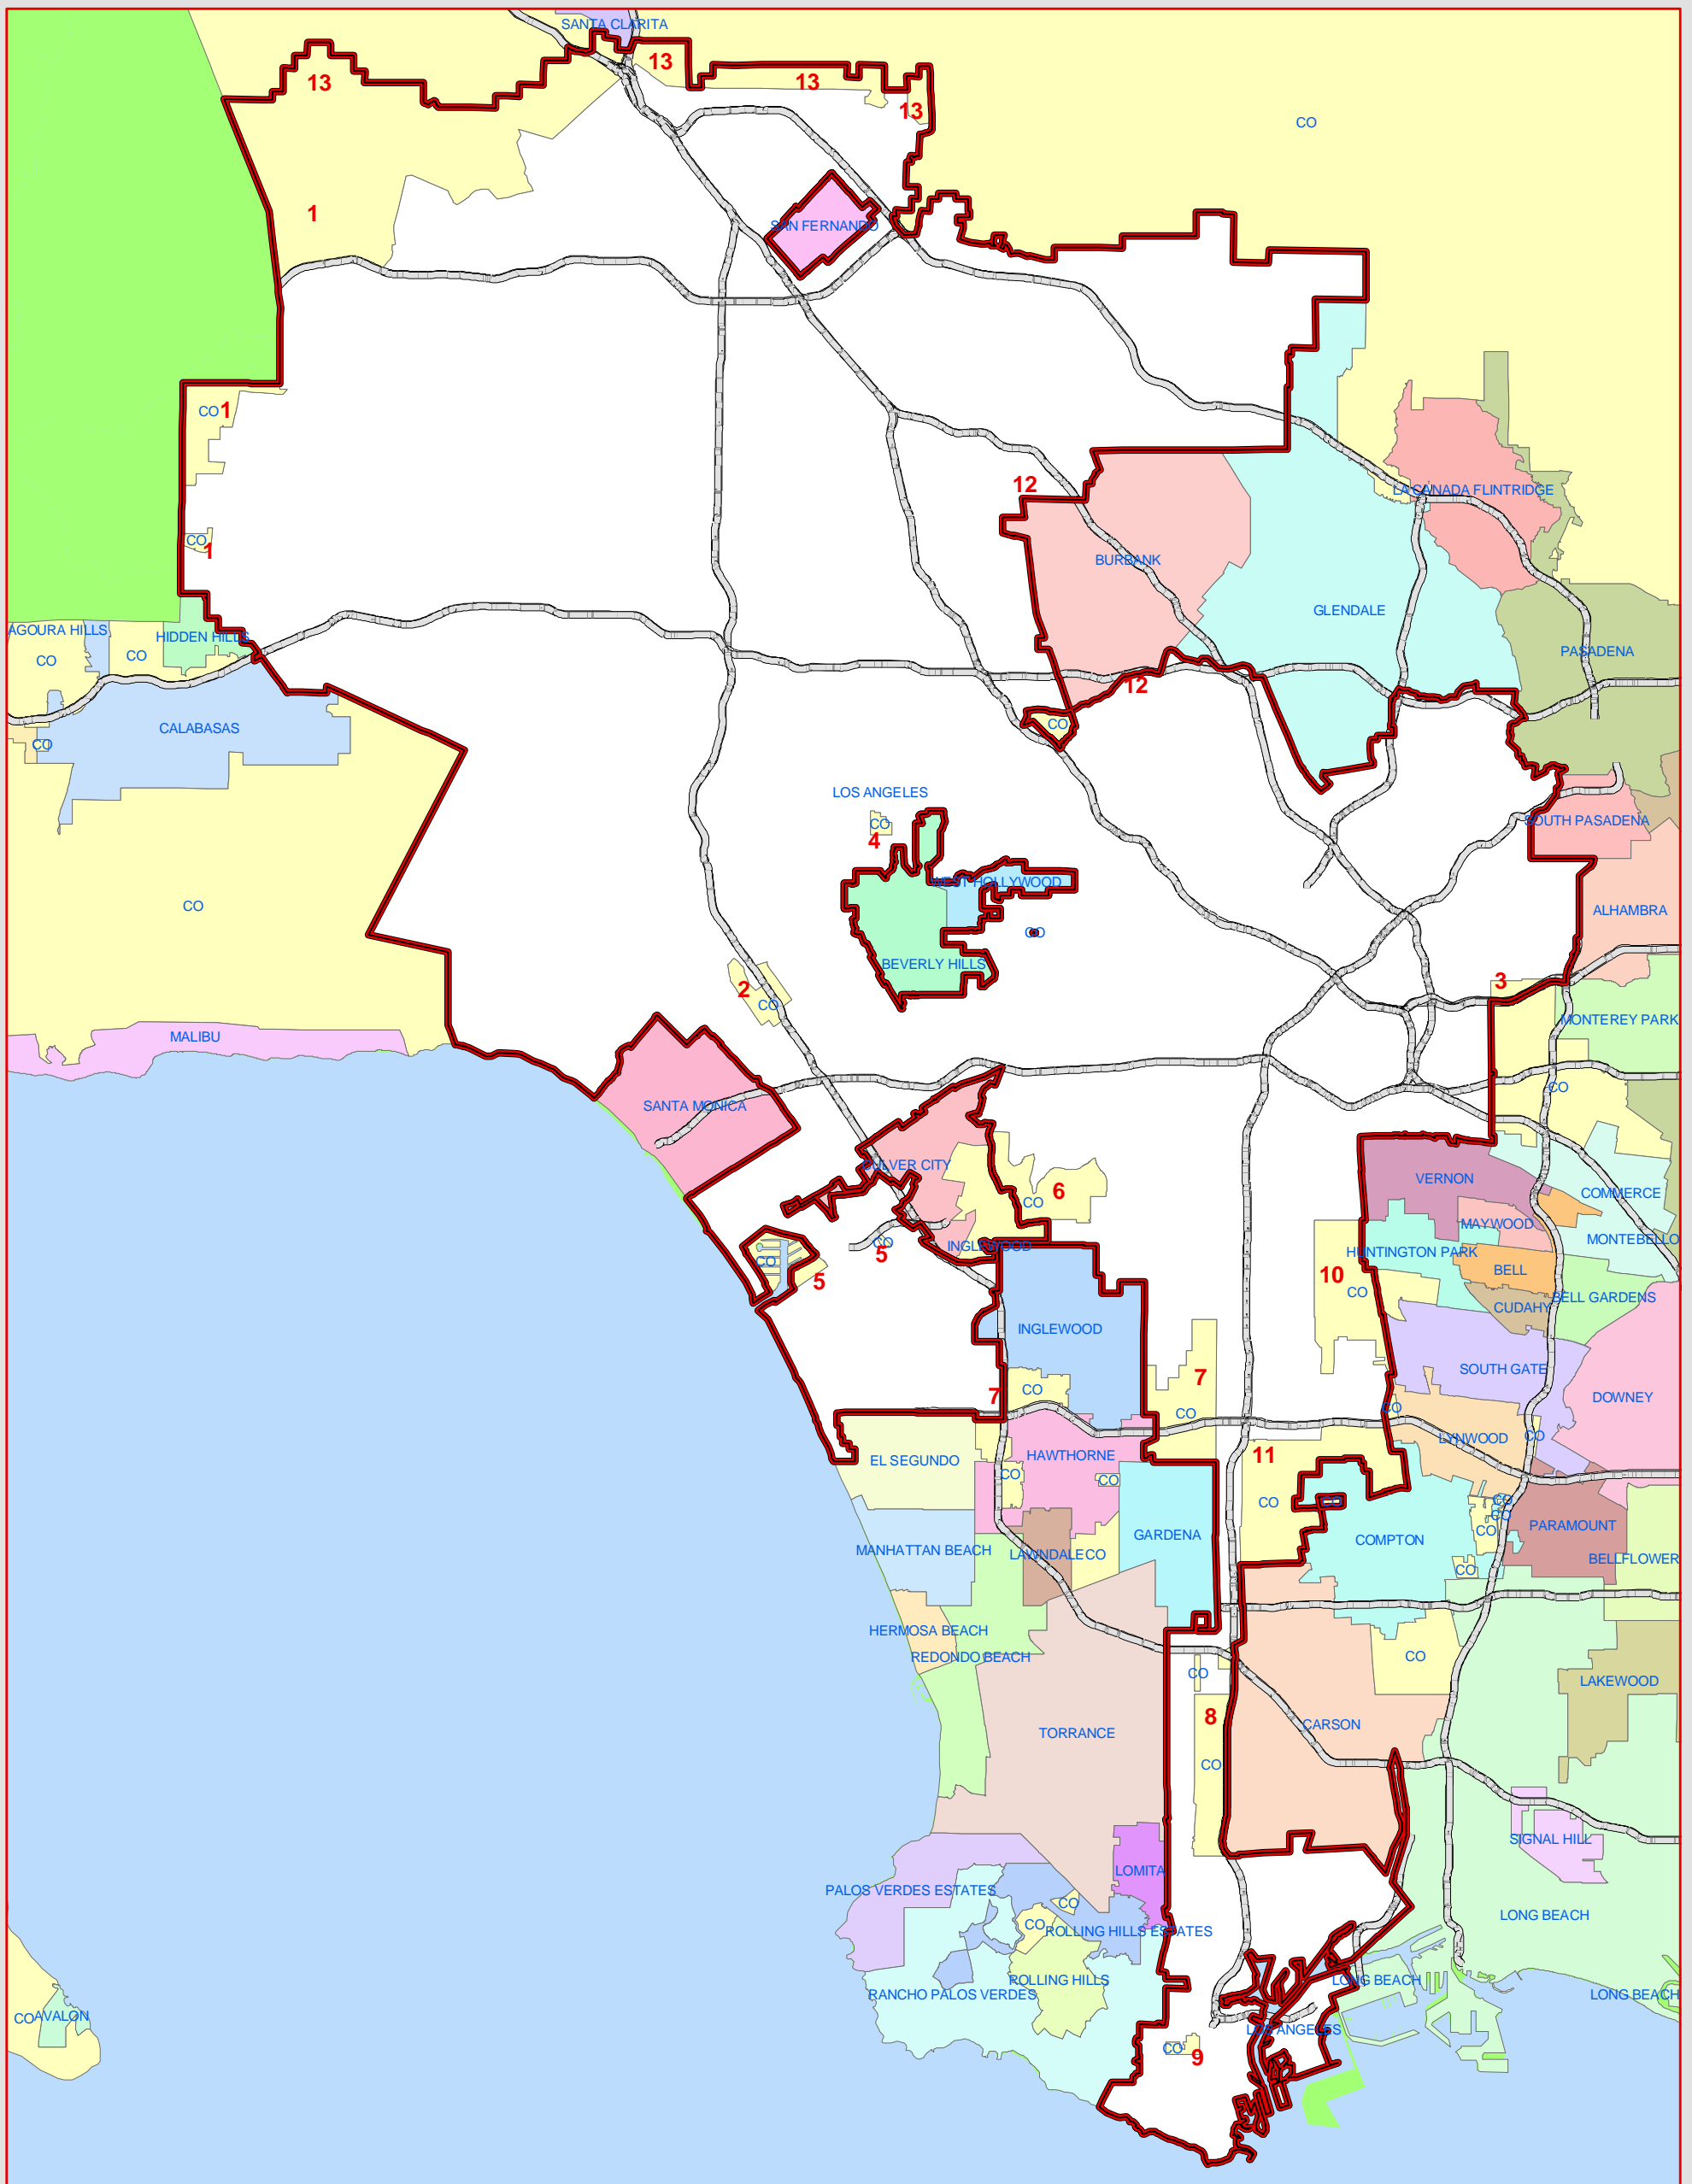 SANTA CLARITA
13
13
13
13
CO
1
SAN FERNANDO
CO
1
12
LA CANADA FLINTRIDGE
CO
1
BURBANK
GLENDALE
AGOURA HILLS
HIDDEN HILLS
CO
CO
PASADENA
12
CALABASAS
CO
CO
LOS ANGELES
CO
4
SOUTH PASADENA
WEST HOLLYWOOD
CO
ALHAMBRA
CO
BEVERLY HILLS
2
CO
3
MONTEREY PARK
MALIBU
CO
SANTA MONICA
CULVER CITY
VERNON
COMMERCE
6
CO
MAYWOOD
MONTEBELLO
CO
5
INGLEWOOD
HUNTINGTON PARK
CO
5
10
CO
BELL
BELL GARDENS
CUDAHY
INGLEWOOD
SOUTH GATE
7
CO
7
CO
DOWNEY
CO
LYNWOOD
CO
EL SEGUNDO
HAWTHORNE
11
CO
CO
CO
CO
CO
CO
CO
PARAMOUNT
GARDENA
COMPTON
MANHATTAN BEACH
LAWNDALE
CO
BELLFLOWER
CO
HERMOSA BEACH
REDONDO BEACH
CO
CO
LAKEWOOD
8
TORRANCE
CARSON
CO
SIGNAL HILL
LOMITA
PALOS VERDES ESTATES
CO
CO
ROLLING HILLS ESTATES
LONG BEACH
ROLLING HILLS
RANCHO PALOS VERDES
LONG BEACH
LONG BEACH
CO
AVALON
LOS ANGELES
CO
9